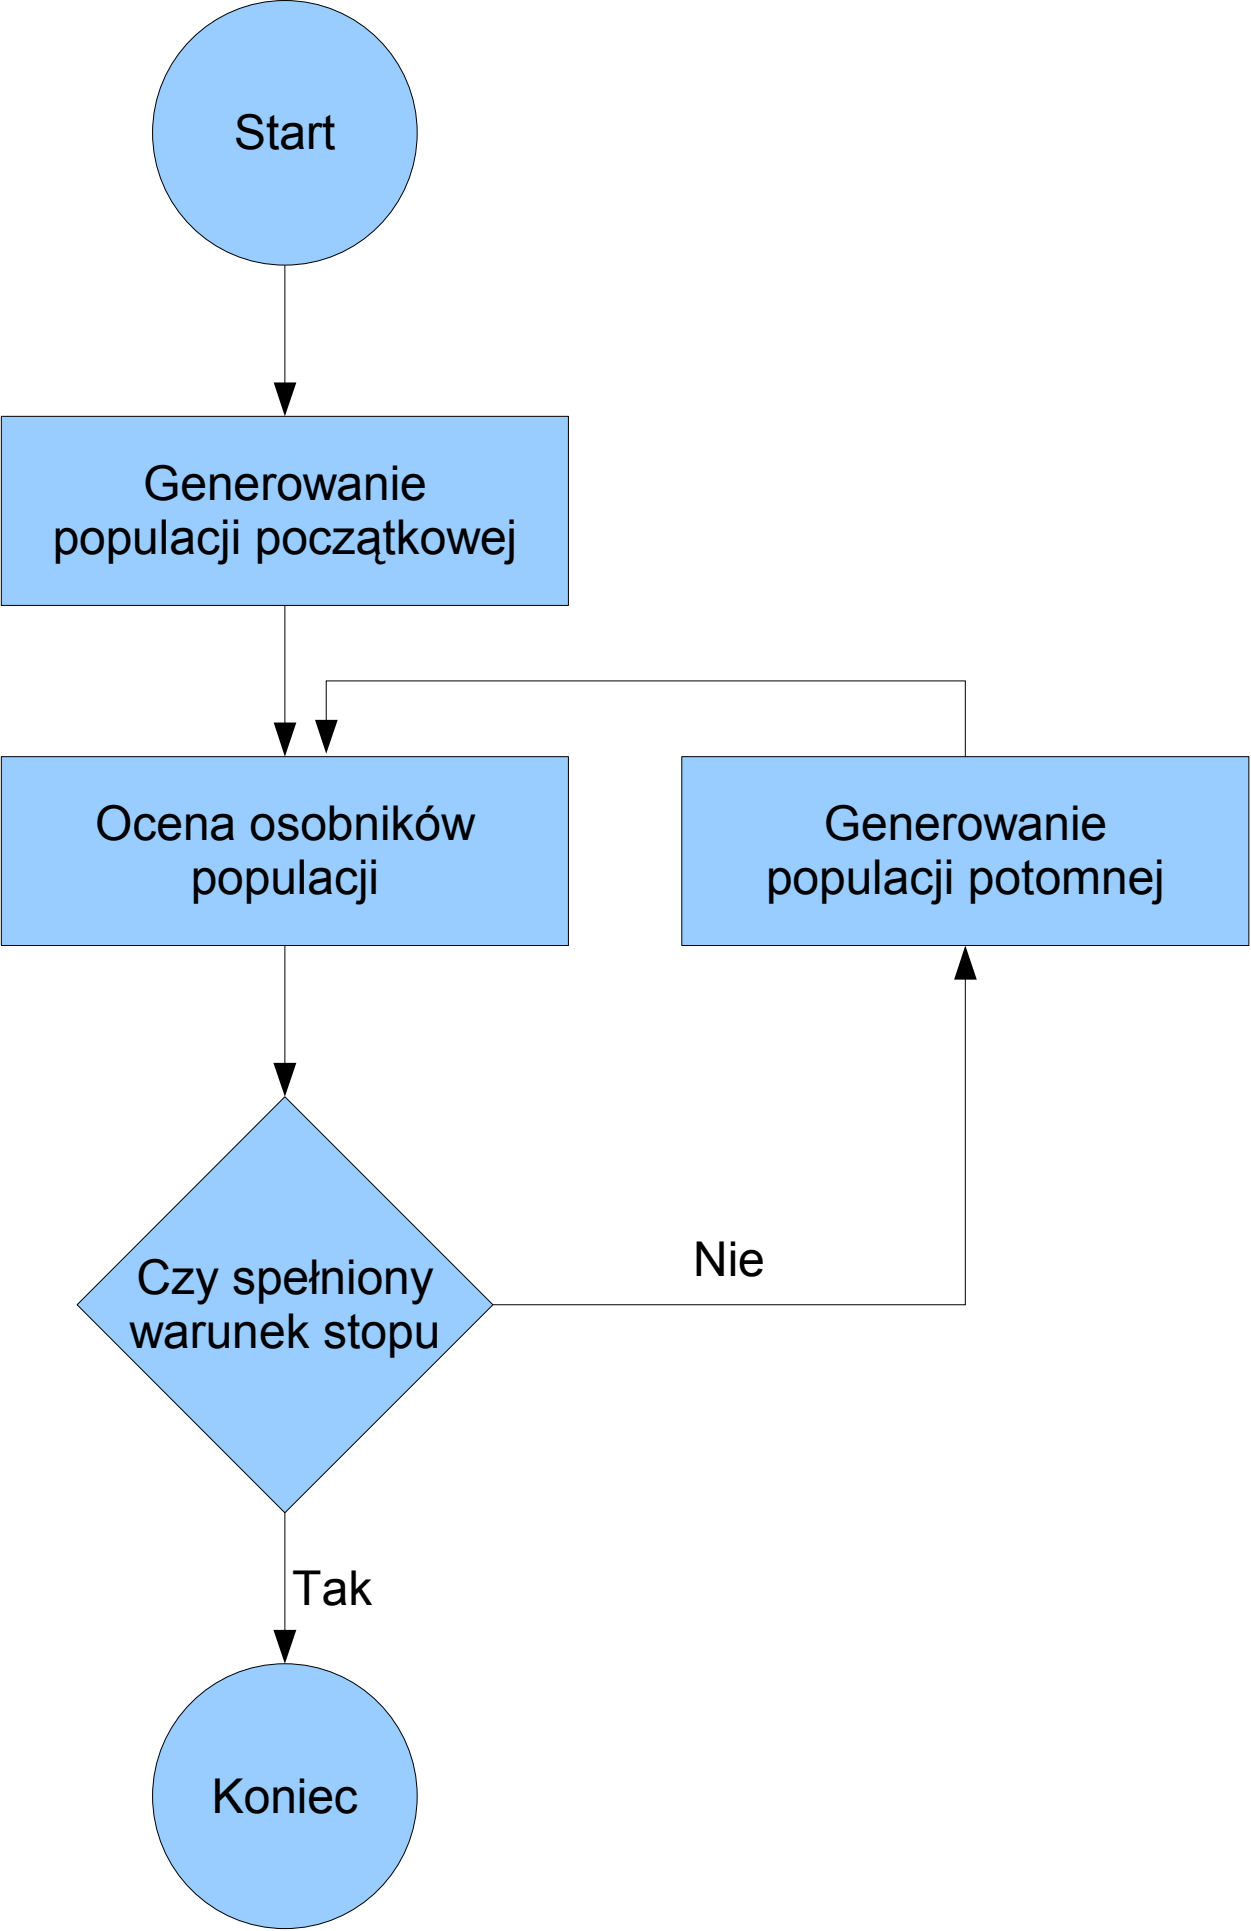 Start
Generowanie
populacji początkowej
Ocena osobników
populacji
Generowanie
populacji potomnej
Czy spełniony
warunek stopu
Nie
Tak
Koniec